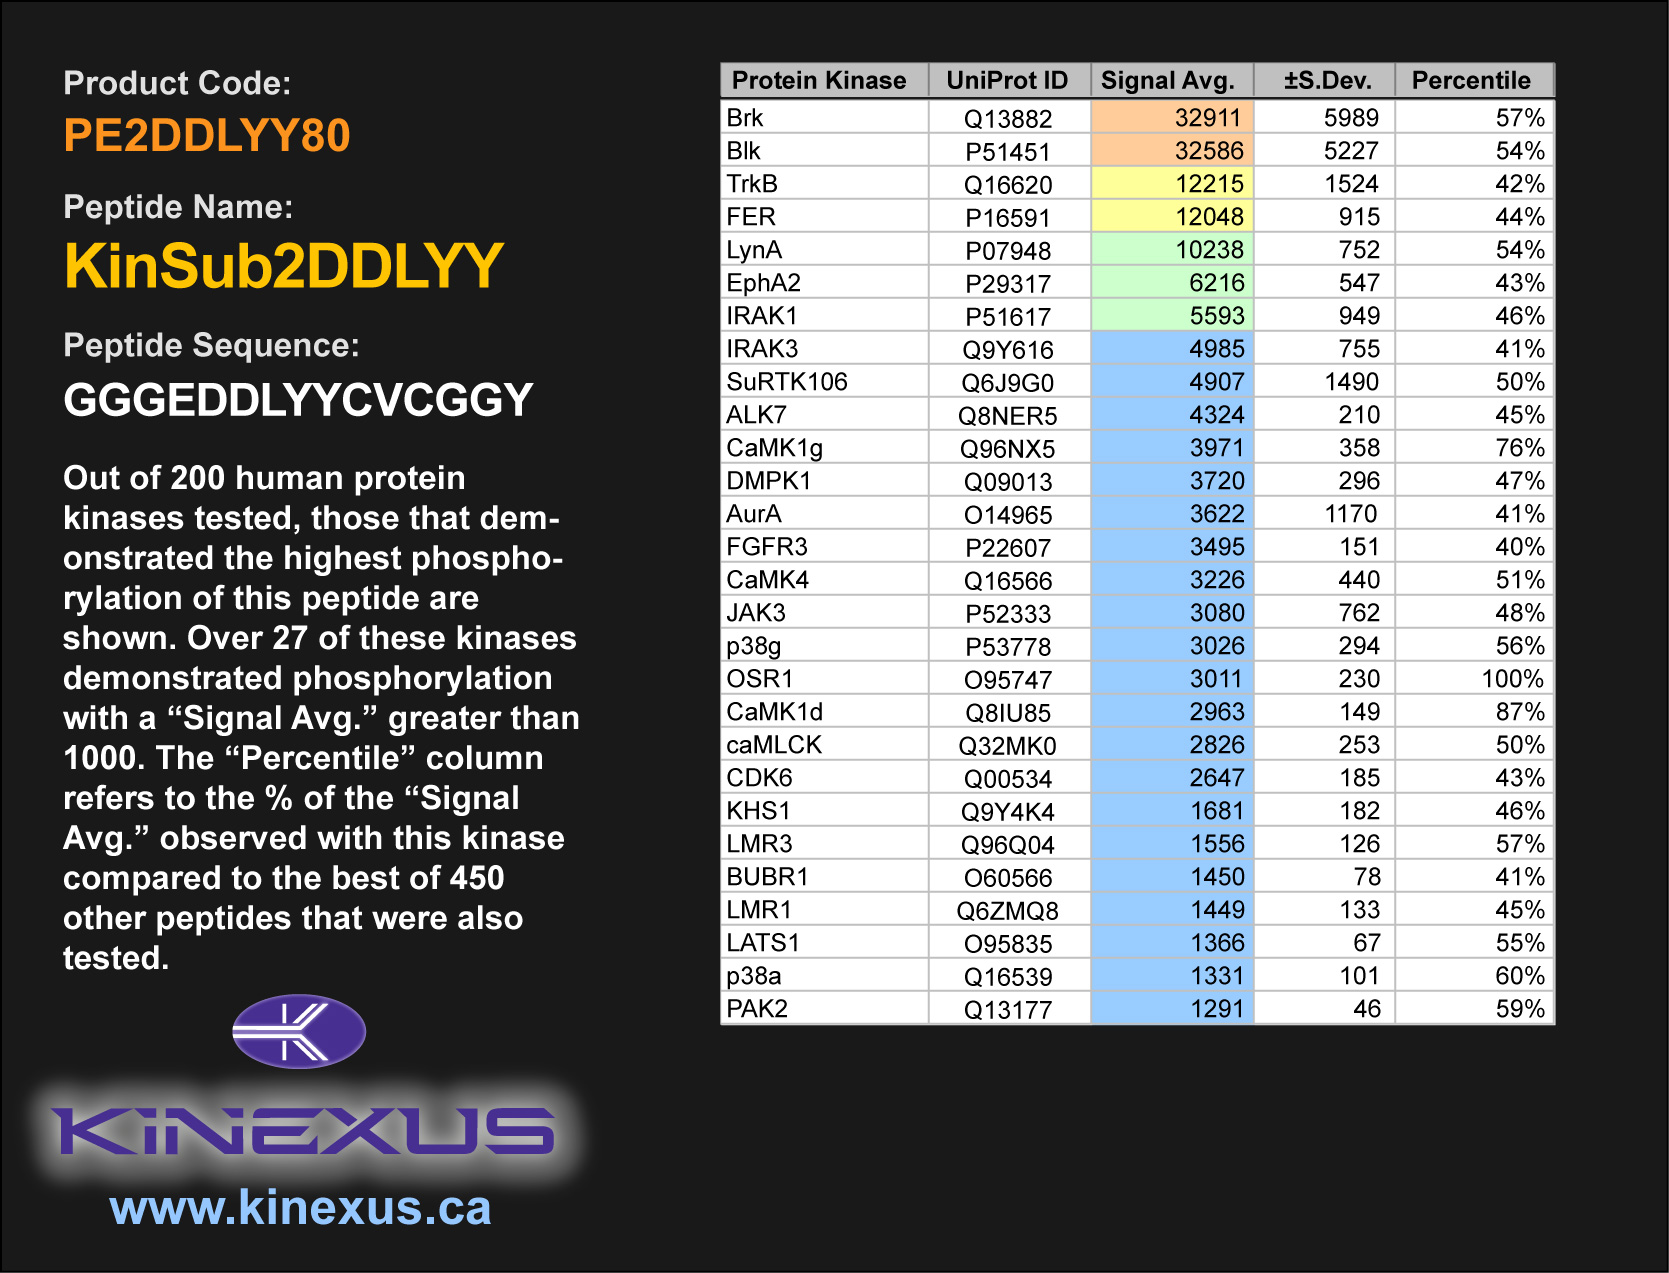 Product Code:
PE2DDLYY80
Peptide Name:
KinSub2DDLYY
Peptide Sequence:
GGGEDDLYYCVCGGY
Out of 200 human protein
kinases tested, those that dem-
onstrated the highest phospho-
rylation of this peptide are
shown. Over 27 of these kinases
demonstrated phosphorylation
with a “Signal Avg.” greater than
1000. The “Percentile” column
refers to the % of the “Signal
Avg.” observed with this kinase
compared to the best of 450
other peptides that were also
tested.
KINEXUS
www.kinexus.ca
Protein Kinase UniProt ID Signal Avg. ±S.Dev. Percentile
Brk Q13882 32911 5989 57%
Blk P51451 32586 5227 54%
TrkB Q16620 12215 1524 42%
FER P16591 12048 915 44%
LynA P07948 10238 752 54%
EphA2 P29317 6216 547 43%
IRAK1 P51617 5593 949 46%
IRAK3 Q9Y616 4985 755 41%
SuRTK106 Q6J9G0 4907 1490 50%
ALK7 Q8NER5 4324 210 45%
CaMK1g Q96NX5 3971 358 76%
DMPK1 Q09013 3720 296 47%
AurA O14965 3622 1170 41%
FGFR3 P22607 3495 151 40%
CaMK4 Q16566 3226 440 51%
JAK3 P52333 3080 762 48%
p38g P53778 3026 294 56%
OSR1 O95747 3011 230 100%
CaMK1d Q8IU85 2963 149 87%
caMLCK Q32MK0 2826 253 50%
CDK6 Q00534 2647 185 43%
KHS1 Q9Y4K4 1681 182 46%
LMR3 Q96Q04 1556 126 57%
BUBR1 O60566 1450 78 41%
LMR1 Q6ZMQ8 1449 133 45%
LATS1 O95835 1366 67 55%
p38a Q16539 1331 101 60%
PAK2 Q13177 1291 46 59%